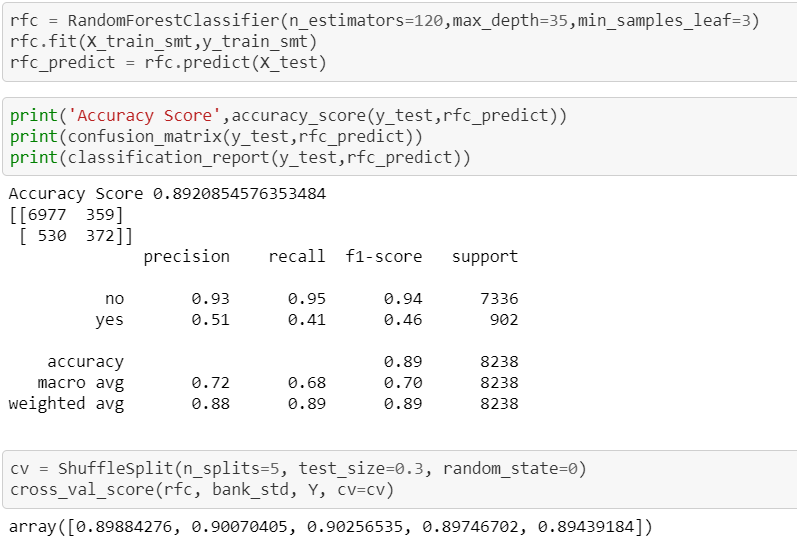 rfc = RandomForestClassifier(n_estimators=120,max_depth=35,min_samples_leaf=3)
rfc.fit(X_train_smt,y_train_smt)
rfc_predict = rfc.predict(X_test)
print('Accuracy Score',accuracy_score(y_test,rfc_predict))
print(confusion_matrix(y_test,rfc_predict))
print(classification_report(y_test,rfc_predict))
Accuracy Score 0.8920854576353484
[[6977  359]
 [ 530  372]]
              precision    recall  f1-score   support
          no       0.93      0.95      0.94      7336
         yes       0.51      0.41      0.46       902
    accuracy                           0.89      8238
   macro avg       0.72      0.68      0.70      8238
weighted avg       0.88      0.89      0.89      8238
cv = ShuffleSplit(n_splits=5, test_size=0.3, random_state=0)
cross_val_score(rfc, bank_std, Y, cv=cv)
array([0.89884276, 0.90070405, 0.90256535, 0.89746702, 0.89439184])